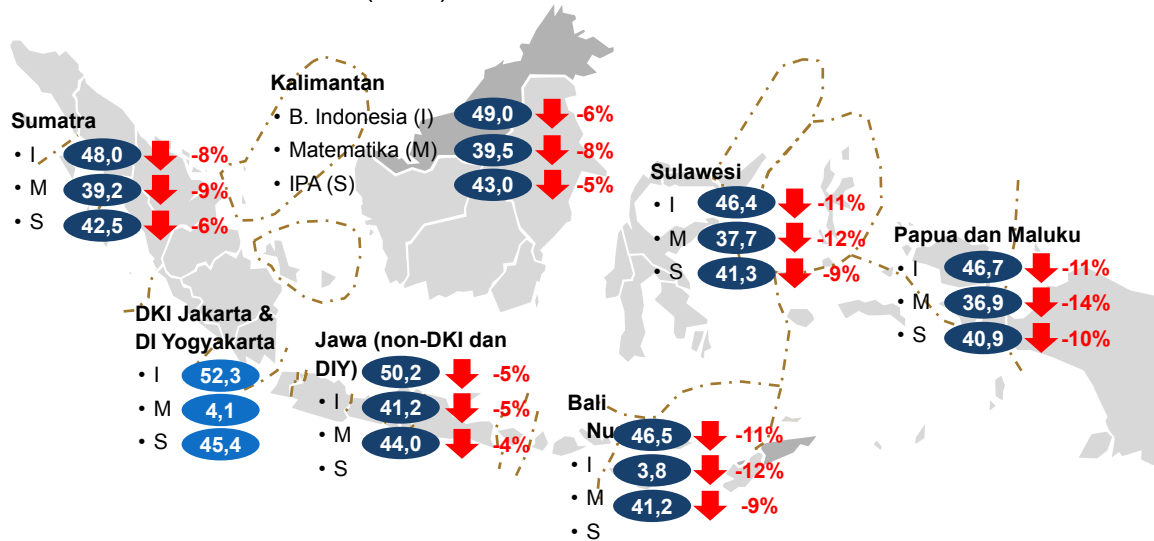 Kalimantan
• B. Indonesia (I) 49,0 -6%
• Matematika (M) 39,5 -8%
• IPA (S) 43,0 -5%
Sumatra
• I 48,0 -8%
• M 39,2 -9%
• S 42,5 -6%
Sulawesi
• I 46,4 -11%
• M 37,7 -12%
• S 41,3 -9%
Papua dan Maluku
• I 46,7 -11%
• M 36,9 -14%
• S 40,9 -10%
DKI Jakarta &
DI Yogyakarta
• I 52,3
• M 4,1
• S 45,4
Jawa (non-DKI dan
DIY) 50,2 -5%
• I 41,2 -5%
• M 44,0 -4%
• S
Bali
Nu 46,5 -11%
• I 3,8 -12%
• M 41,2 -9%
• S